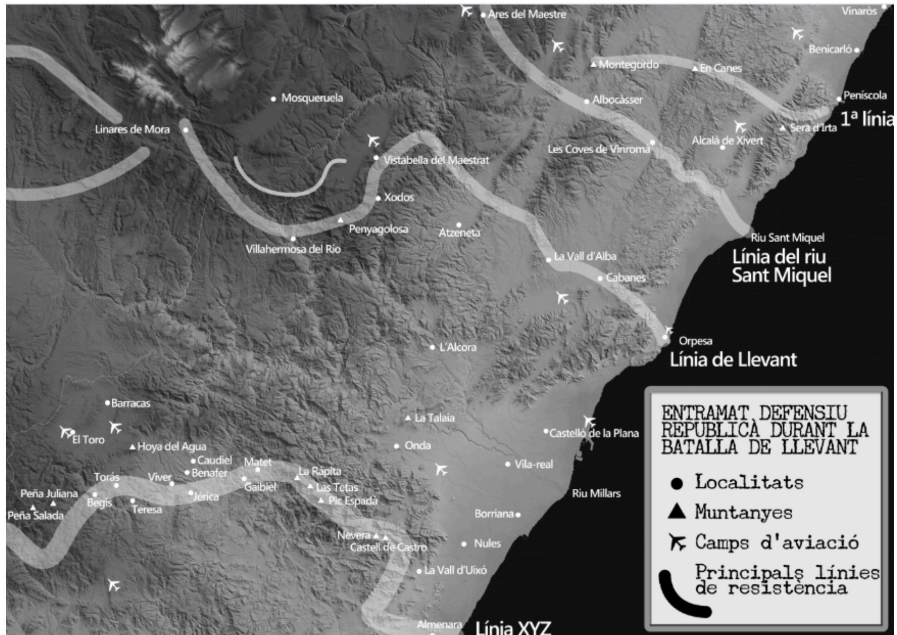 Ares del Maestre
Vinaròs
Benicarló
Montegordo
En Canes
Mosqueruela
Albocàsser
Peníscola
1ª línia
Linares de Mora
Sera d'Irta
Alcalà de Xivert
Les Coves de Vinroma
Vistabella del Maestrat
Xodos
Penyagolosa
Atzeneta
Villahermosa del Rio
Riu Sant Miquel
Línia del riu
Sant Miquel
La Vall d'Alba
Cabanes
Orpesa
Línia de Llevant
L'Alcora
Barracas
La Talaia
El Toro
Hoya del Agua
Onda
Castelló de la Plana
Vila-real
Caudiel
Benafer
Matet
La Ràpita
Torás
Viver
Gaibiel
Las Tetas
Peña Juliana
Begís
Jérica
Pic Espadà
Peña Salada
Teresa
Riu Millars
Borriana
Nevera
Castell de Castro
Nules
La Vall d'Uixó
Almenara
Línia XYZ
ENTRAMAT DEFENSIU
REPUBLICÀ DURANT LA
BATALLA DE LLEVANT
Localitats
Muntanyes
Camps d'aviació
Principals línies
de resistència